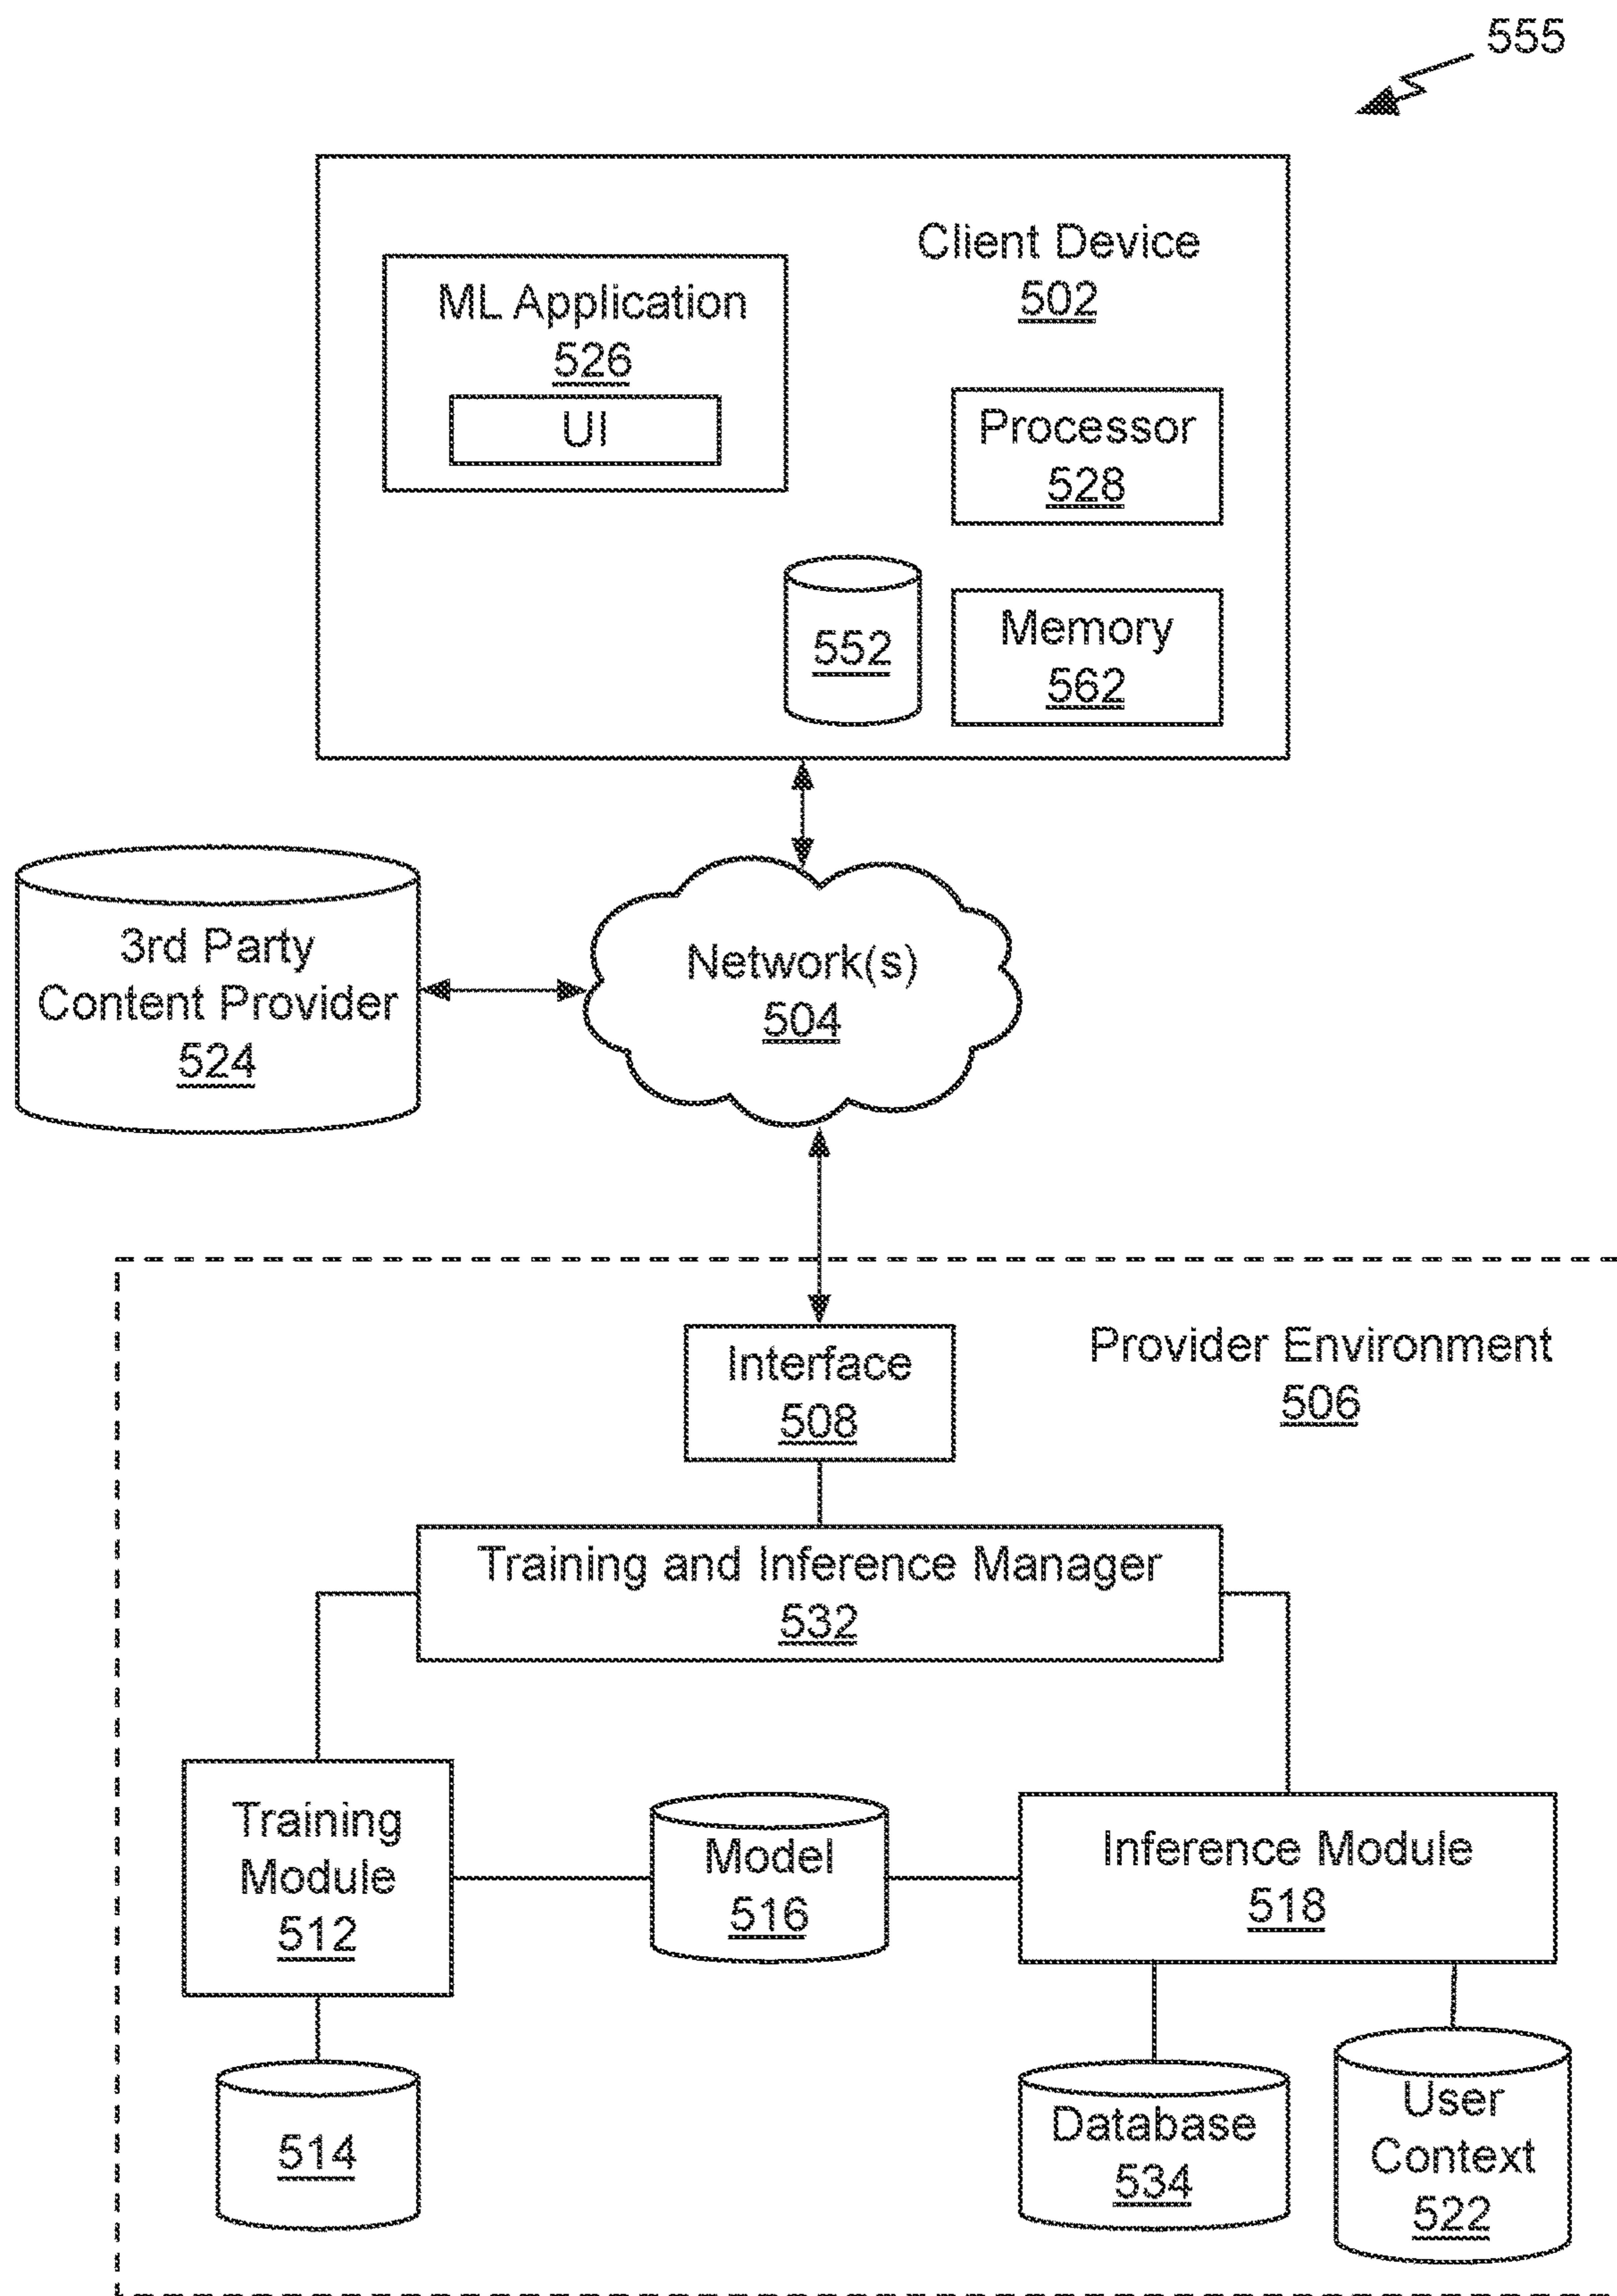 555
Client Device
502
ML Application
526
UI
Processor
528
552
Memory
562
3rd Party
Content Provider
524
Network(s)
504
Interface
508
Provider Environment
506
Training and Inference Manager
532
Training
Module
512
Model
516
Inference Module
518
514
Database
534
User
Context
522